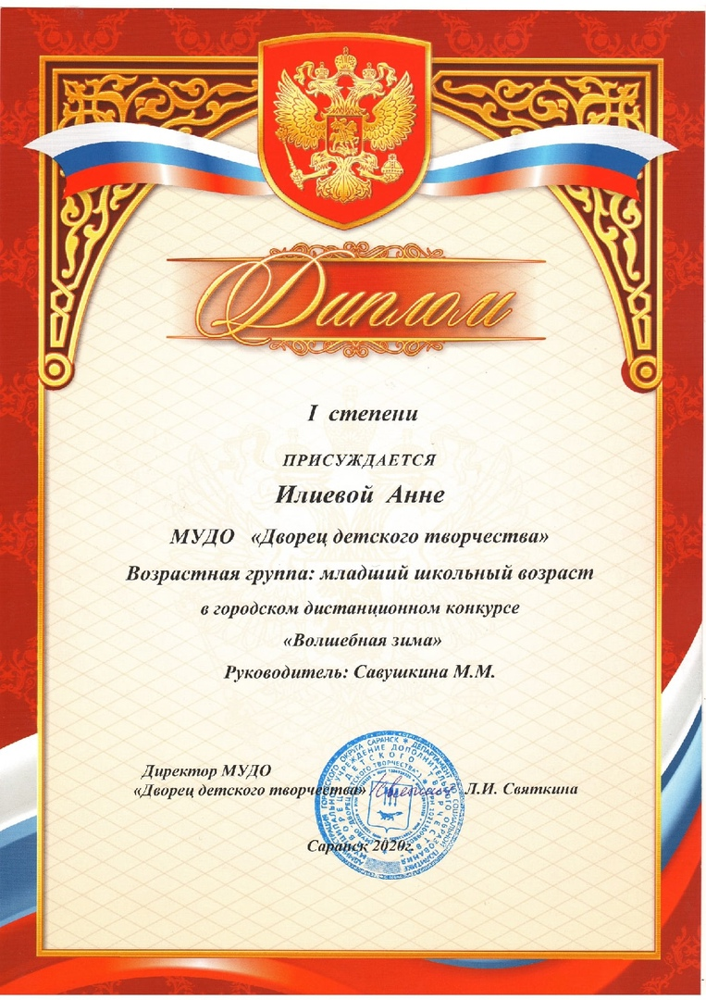 Диплом
I степени
ПРИСУЖДАЕТСЯ
Илиевой Анне
МУДО «Дворец детского творчества»
Возрастная группа: младший школьный возраст
в городском дистанционном конкурсе
«Волшебная зима»
Руководитель: Савушкина М.М.
Директор МУДО
«Дворец детского творчества» Л.И. Святкина
Саранск 2020г.